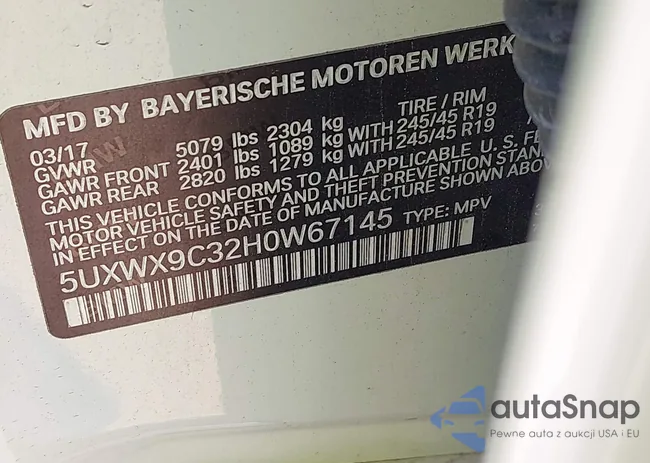 MFD BY BAYERISCHE MOTOREN WERK
03/17
TIRE / RIM
GVWR 5079 lbs 2304 kg
GAWR FRONT 2401 lbs 1089 kg WITH 245/45 R19
GAWR REAR 2820 lbs 1279 kg WITH 245/45 R19
THIS VEHICLE CONFORMS TO ALL APPLICABLE U. S. FE
MOTOR VEHICLE SAFETY AND THEFT PREVENTION STAN
IN EFFECT ON THE DATE OF MANUFACTURE SHOWN ABOV
5UXWX9C32H0W67145 TYPE: MPV
autaSnap
Pewne auta z aukcji USA i EU